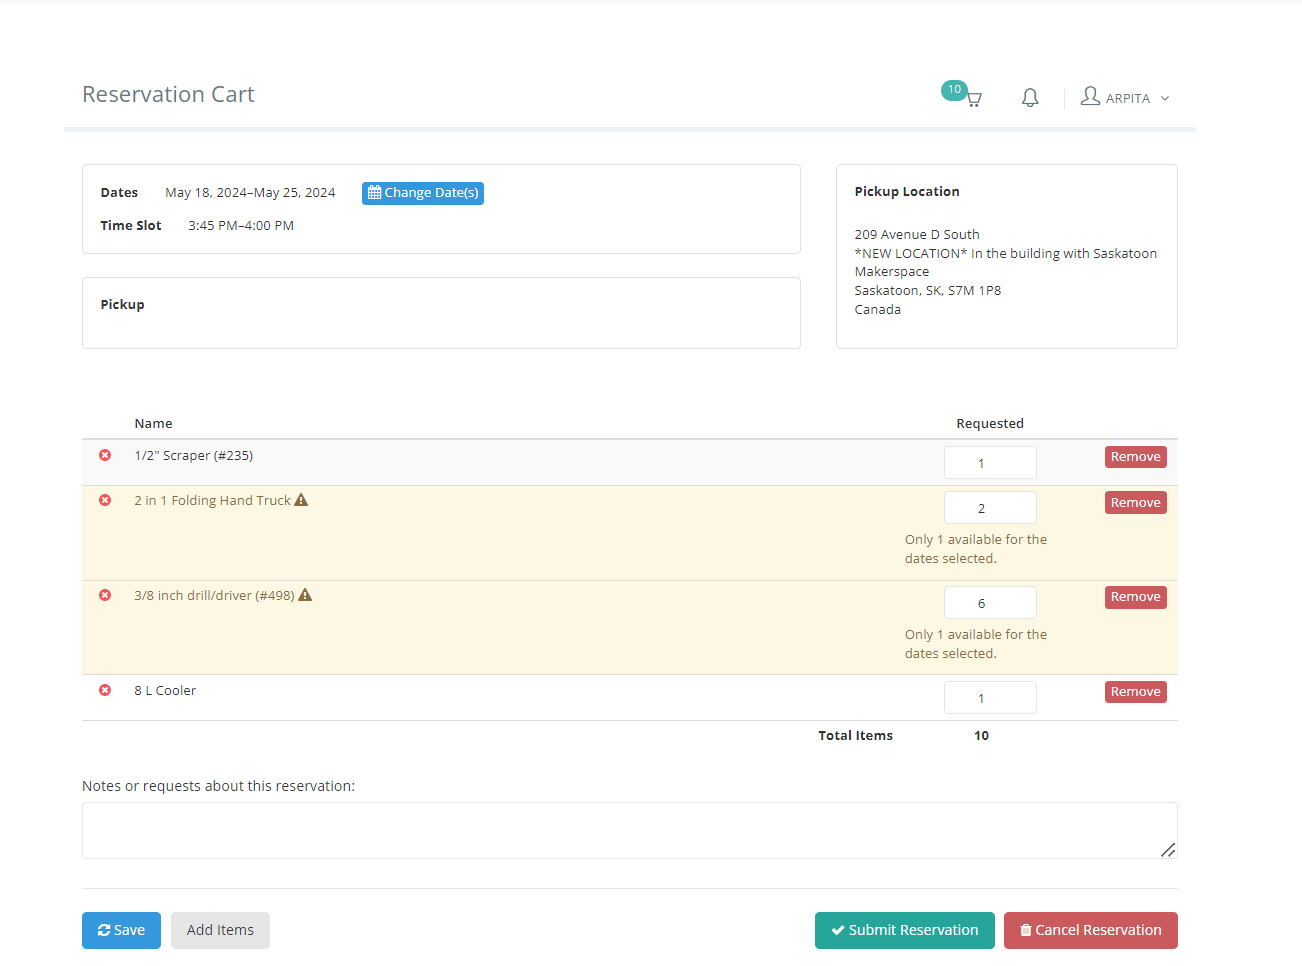 Reservation Cart
10
ARPITA
Dates May 18, 2024–May 25, 2024 Change Date(s)
Time Slot 3:45 PM–4:00 PM
Pickup
Pickup Location
209 Avenue D South
*NEW LOCATION* In the building with Saskatoon
Makerspace
Saskatoon, SK, S7M 1P8
Canada
Name Requested
1/2" Scraper (#235) 1 Remove
2 in 1 Folding Hand Truck 2 Remove
Only 1 available for the
dates selected.
3/8 inch drill/driver (#498) 6 Remove
Only 1 available for the
dates selected.
8 L Cooler 1 Remove
Total Items 10
Notes or requests about this reservation:
Save Add Items Submit Reservation Cancel Reservation